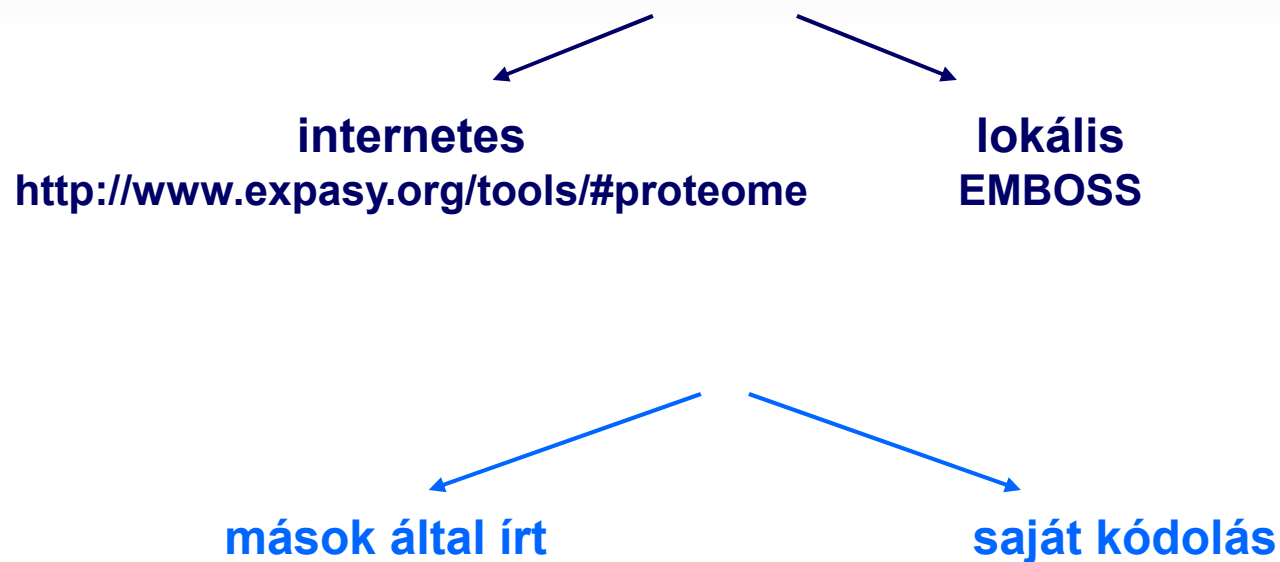 internetes
lokális
http://www.expasy.org/tools/#proteome
EMBOSS
mások által írt
saját kódolás